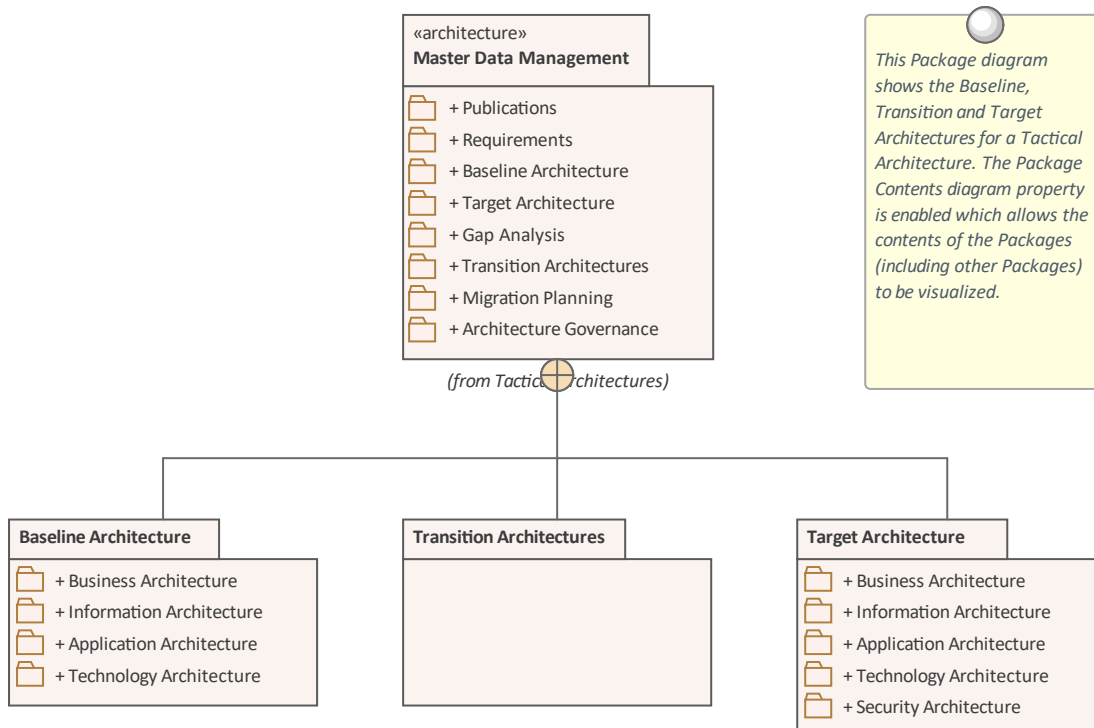 «architecture»
Master Data Management
+ Publications
+ Requirements
+ Baseline Architecture
+ Target Architecture
+ Gap Analysis
+ Transition Architectures
+ Migration Planning
+ Architecture Governance
(from Tactical Architectures)
This Package diagram
shows the Baseline,
Transition and Target
Architectures for a Tactical
Architecture. The Package
Contents diagram property
is enabled which allows the
contents of the Packages
(including other Packages)
to be visualized.
Baseline Architecture
+ Business Architecture
+ Information Architecture
+ Application Architecture
+ Technology Architecture
Transition Architectures
Target Architecture
+ Business Architecture
+ Information Architecture
+ Application Architecture
+ Technology Architecture
+ Security Architecture